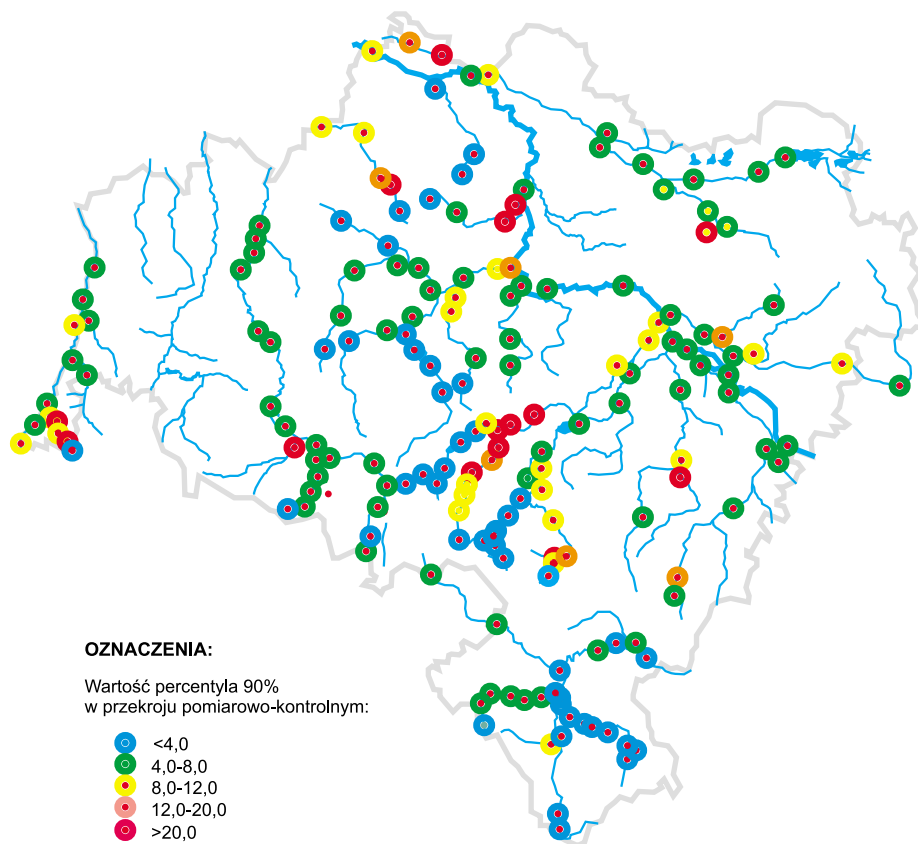 OZNACZENIA:
Wartość percentyla 90%
w przekroju pomiarowo-kontrolnym:
<4,0
4,0-8,0
8,0-12,0
12,0-20,0
>20,0